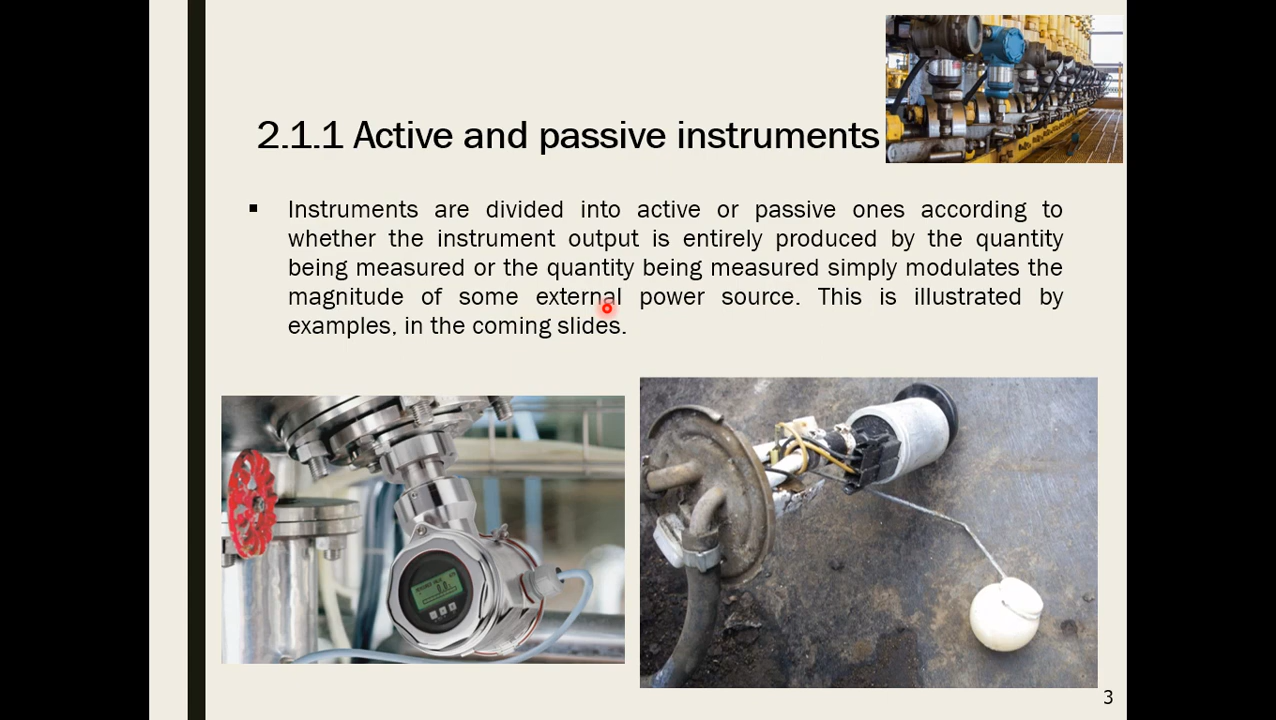 2.1.1 Active and passive instruments
▪ Instruments are divided into active or passive ones according to
whether the instrument output is entirely produced by the quantity
being measured or the quantity being measured simply modulates the
magnitude of some external power source. This is illustrated by
examples, in the coming slides.
3